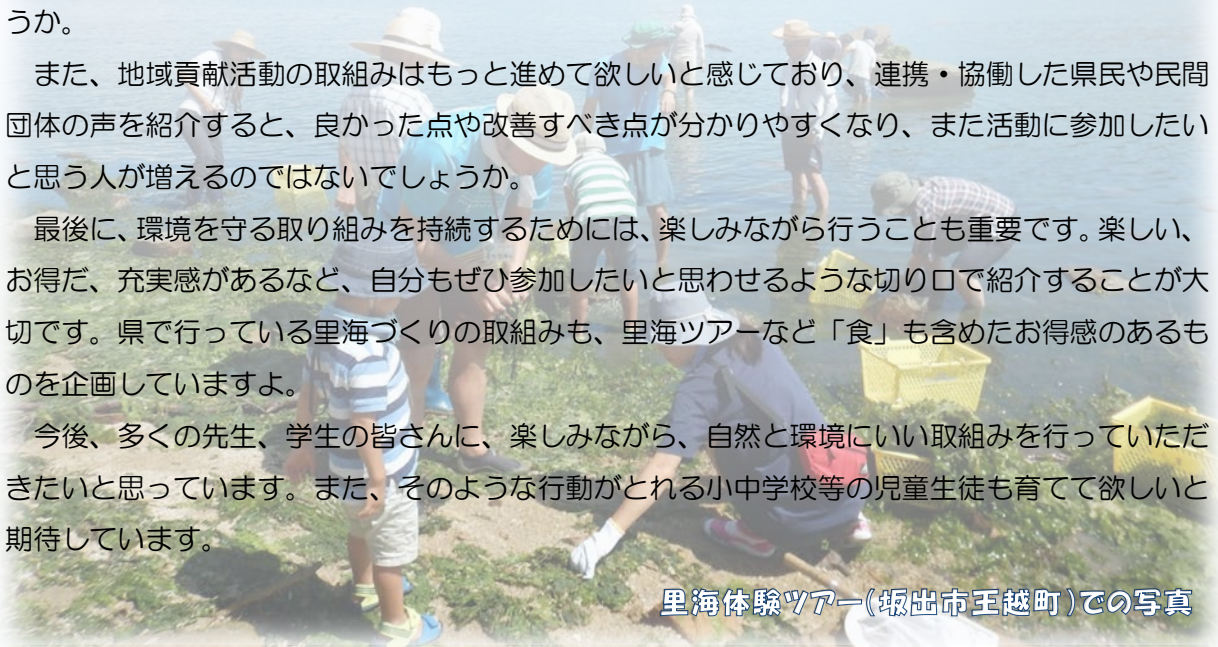 うか。
また、地域貢献活動の取組みはもっと進めて欲しいと感じており、連携・協働した県民や民間
団体の声を紹介すると、良かった点や改善すべき点が分かりやすくなり、また活動に参加したい
と思う人が増えるのではないでしょうか。
最後に、環境を守る取り組みを持続するためには、楽しみながら行うことも重要です。楽しい、
お得だ、充実感があるなど、自分もぜひ参加したいと思わせるような切り口で紹介することが大
切です。県で行っている里海づくりの取組みも、里海ツアーなど「食」も含めたお得感のあるも
のを企画していますよ。
今後、多くの先生、学生の皆さんに、楽しみながら、自然と環境にいい取組みを行っていただ
きたいと思っています。また、そのような行動がとれる小中学校等の児童生徒も育てて欲しいと
期待しています。
里海体験ツアー(坂出市王越町)での写真